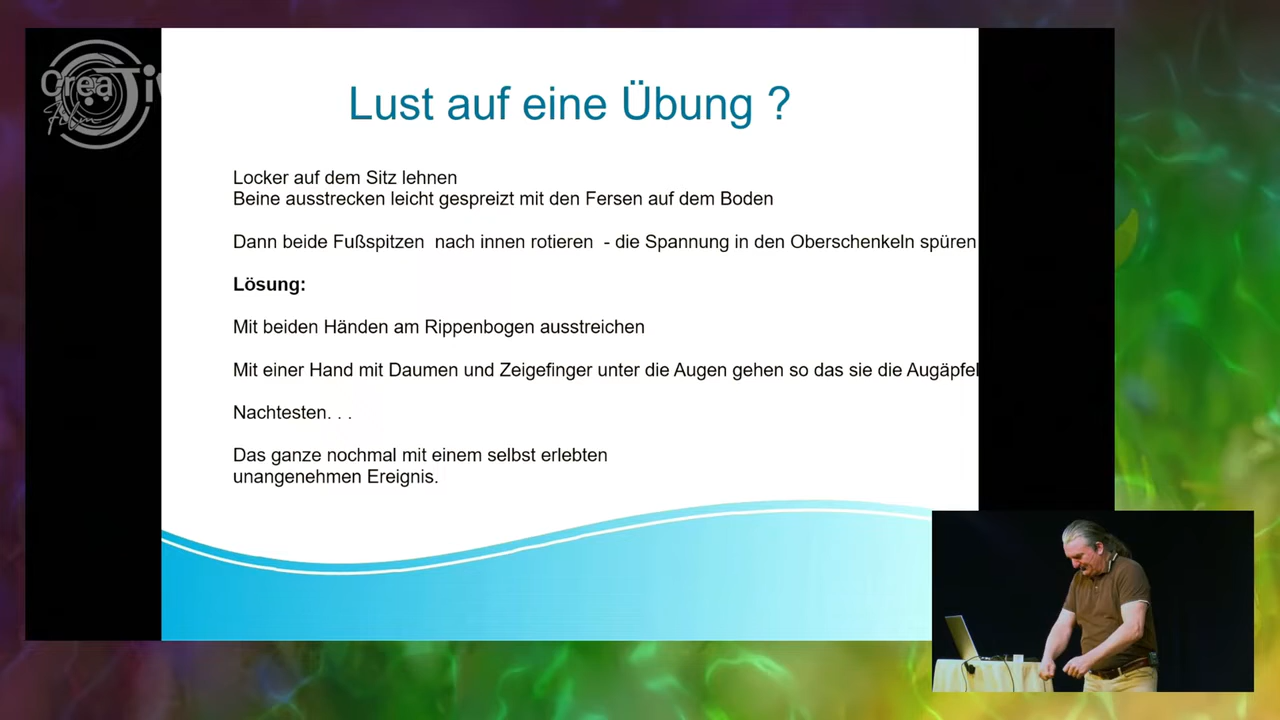 Crea
Film
Lust auf eine Übung ?
Locker auf dem Sitz lehnen
Beine ausstrecken leicht gespreizt mit den Fersen auf dem Boden
Dann beide Fußspitzen nach innen rotieren - die Spannung in den Oberschenkeln spüren
Lösung:
Mit beiden Händen am Rippenbogen ausstreichen
Mit einer Hand mit Daumen und Zeigefinger unter die Augen gehen so das sie die Augäpfel
Nachtesten. . .
Das ganze nochmal mit einem selbst erlebten
unangenehmen Ereignis.